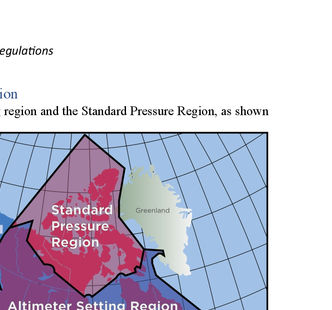 egulations
ion
region and the Standard Pressure Region, as shown
Standard
Pressure
Region
Greenland
Altimeter Setting Region